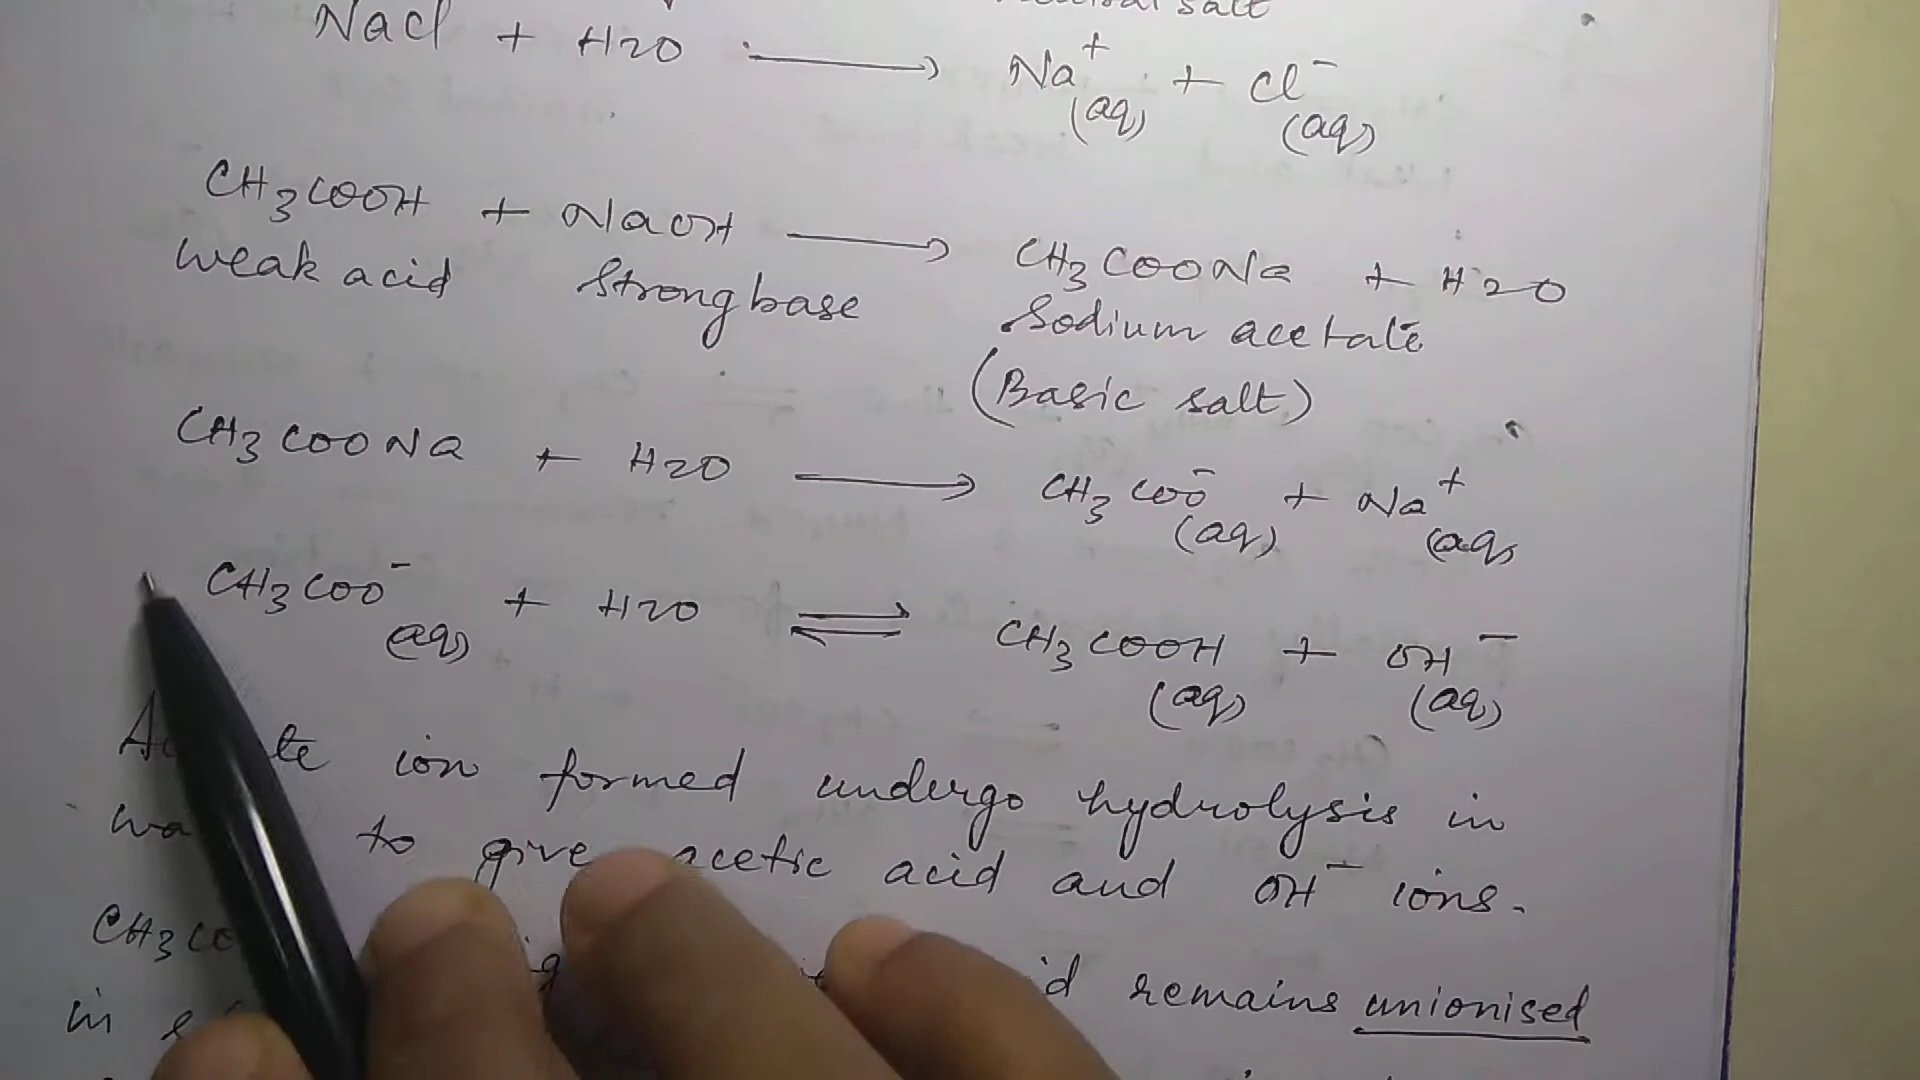 salt
NaCl + H2O ⟶ Na⁺(aq) + Cl⁻(aq)
CH3COOH + NaOH ⟶ CH3COONa + H2O
weak acid strong base sodium acetate
(Basic salt)
CH3COONa + H2O ⟶ CH3COO⁻(aq) + Na⁺(aq)
CH3COO⁻(aq) + H2O ⇌ CH3COOH(aq) + OH⁻(aq)
ion formed undergo hydrolysis in
to give acetic acid and OH⁻ ions.
remains unionised
in